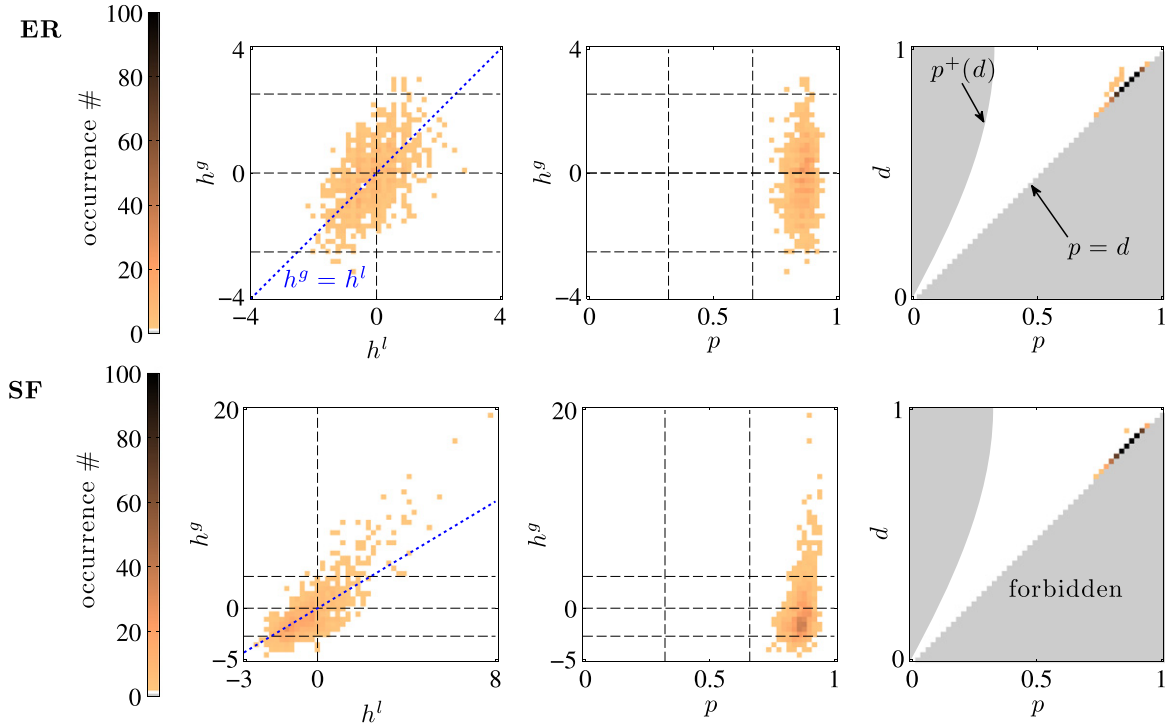 ER
occurrence #
100
80
60
40
20
0
h^g
4
0
−4
−4
0
4
h^l
h^g = h^l
h^g
4
0
−4
0
0.5
1
p
d
1
0
0
0.5
1
p
p^+(d)
p = d
SF
occurrence #
100
80
60
40
20
0
h^g
20
0
−5
−3
0
8
h^l
h^g
20
0
−5
0
0.5
1
p
d
1
0
0
0.5
1
p
forbidden